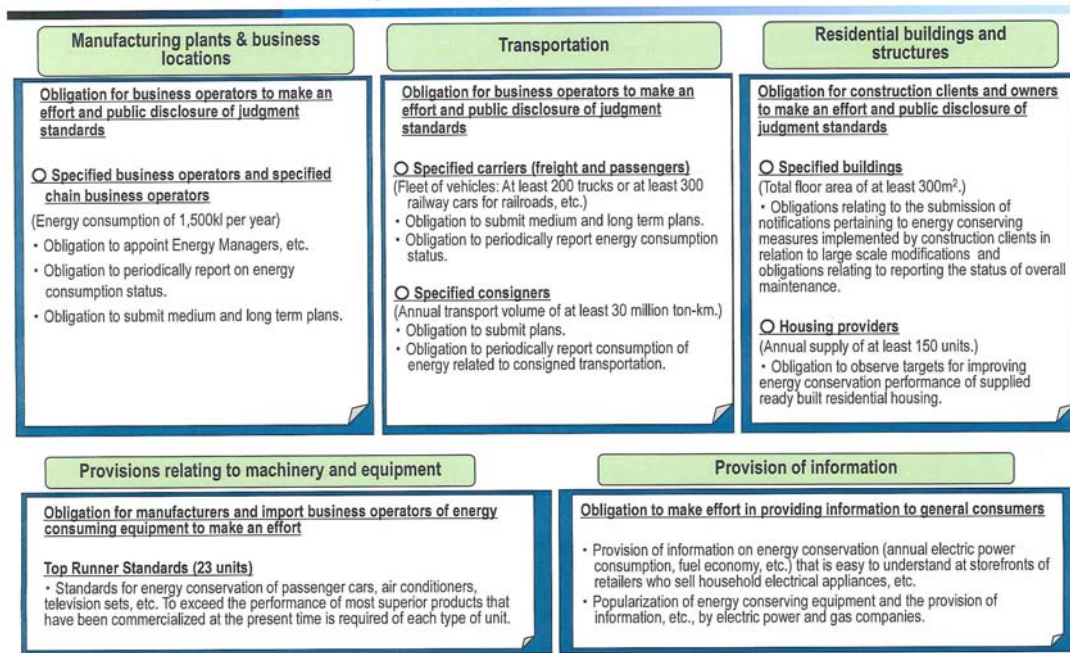 Manufacturing plants & business
locations
Obligation for business operators to make an
effort and public disclosure of judgment
standards
O Specified business operators and specified
chain business operators
(Energy consumption of 1,500kl per year)
・Obligation to appoint Energy Managers, etc.
・Obligation to periodically report on energy
consumption status.
・Obligation to submit medium and long term plans.
Transportation
Obligation for business operators to make an
effort and public disclosure of judgment
standards
O Specified carriers (freight and passengers)
(Fleet of vehicles: At least 200 trucks or at least 300
railway cars for railroads, etc.)
・Obligation to submit medium and long term plans.
・Obligation to periodically report energy consumption
status.
O Specified consigners
(Annual transport volume of at least 30 million ton-km.)
・Obligation to submit plans.
・Obligation to periodically report consumption of
energy related to consigned transportation.
Residential buildings and
structures
Obligation for construction clients and owners
to make an effort and public disclosure of
judgment standards
O Specified buildings
(Total floor area of at least 300m².)
・Obligations relating to the submission of
notifications pertaining to energy conserving
measures implemented by construction clients in
relation to large scale modifications and
obligations relating to reporting the status of overall
maintenance.
O Housing providers
(Annual supply of at least 150 units.)
・Obligation to observe targets for improving
energy conservation performance of supplied
ready built residential housing.
Provisions relating to machinery and equipment
Obligation for manufacturers and import business operators of energy
consuming equipment to make an effort
Top Runner Standards (23 units)
・Standards for energy conservation of passenger cars, air conditioners,
television sets, etc. To exceed the performance of most superior products that
have been commercialized at the present time is required of each type of unit.
Provision of information
Obligation to make effort in providing information to general consumers
・Provision of information on energy conservation (annual electric power
consumption, fuel economy, etc.) that is easy to understand at storefronts of
retailers who sell household electrical appliances, etc.
・Popularization of energy conserving equipment and the provision of
information, etc., by electric power and gas companies.